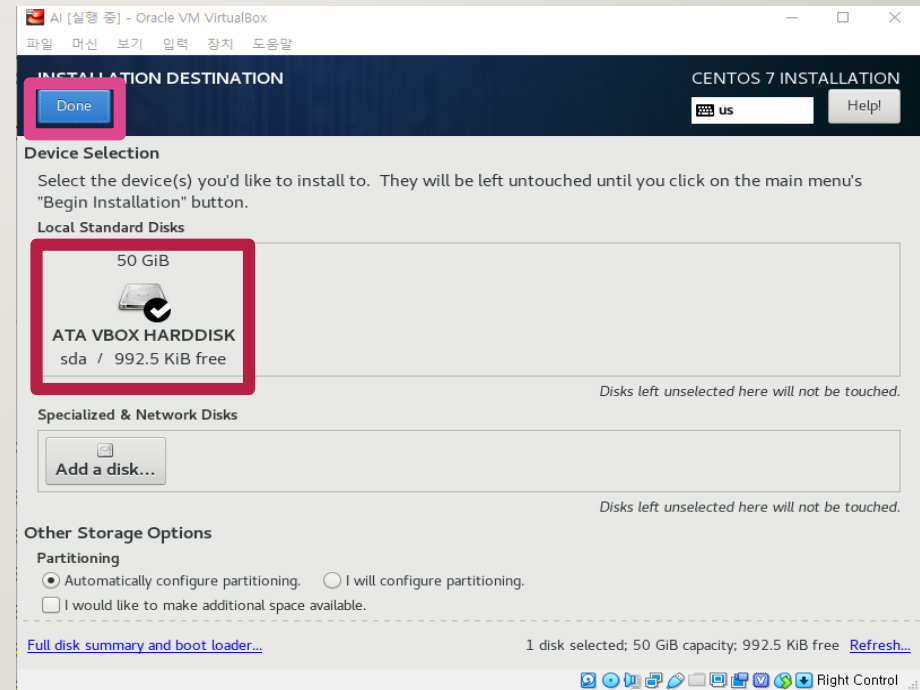 AI [실행 중] - Oracle VM VirtualBox
파일 머신 보기 입력 장치 도움말
INSTALLATION DESTINATION
CENTOS 7 INSTALLATION
Done
us
Help!
Device Selection
Select the device(s) you'd like to install to. They will be left untouched until you click on the main menu's
"Begin Installation" button.
Local Standard Disks
50 GiB
ATA VBOX HARDDISK
sda / 992.5 KiB free
Disks left unselected here will not be touched.
Specialized & Network Disks
Add a disk...
Disks left unselected here will not be touched.
Other Storage Options
Partitioning
Automatically configure partitioning. I will configure partitioning.
I would like to make additional space available.
Full disk summary and boot loader...
1 disk selected; 50 GiB capacity; 992.5 KiB free Refresh...
Right Control